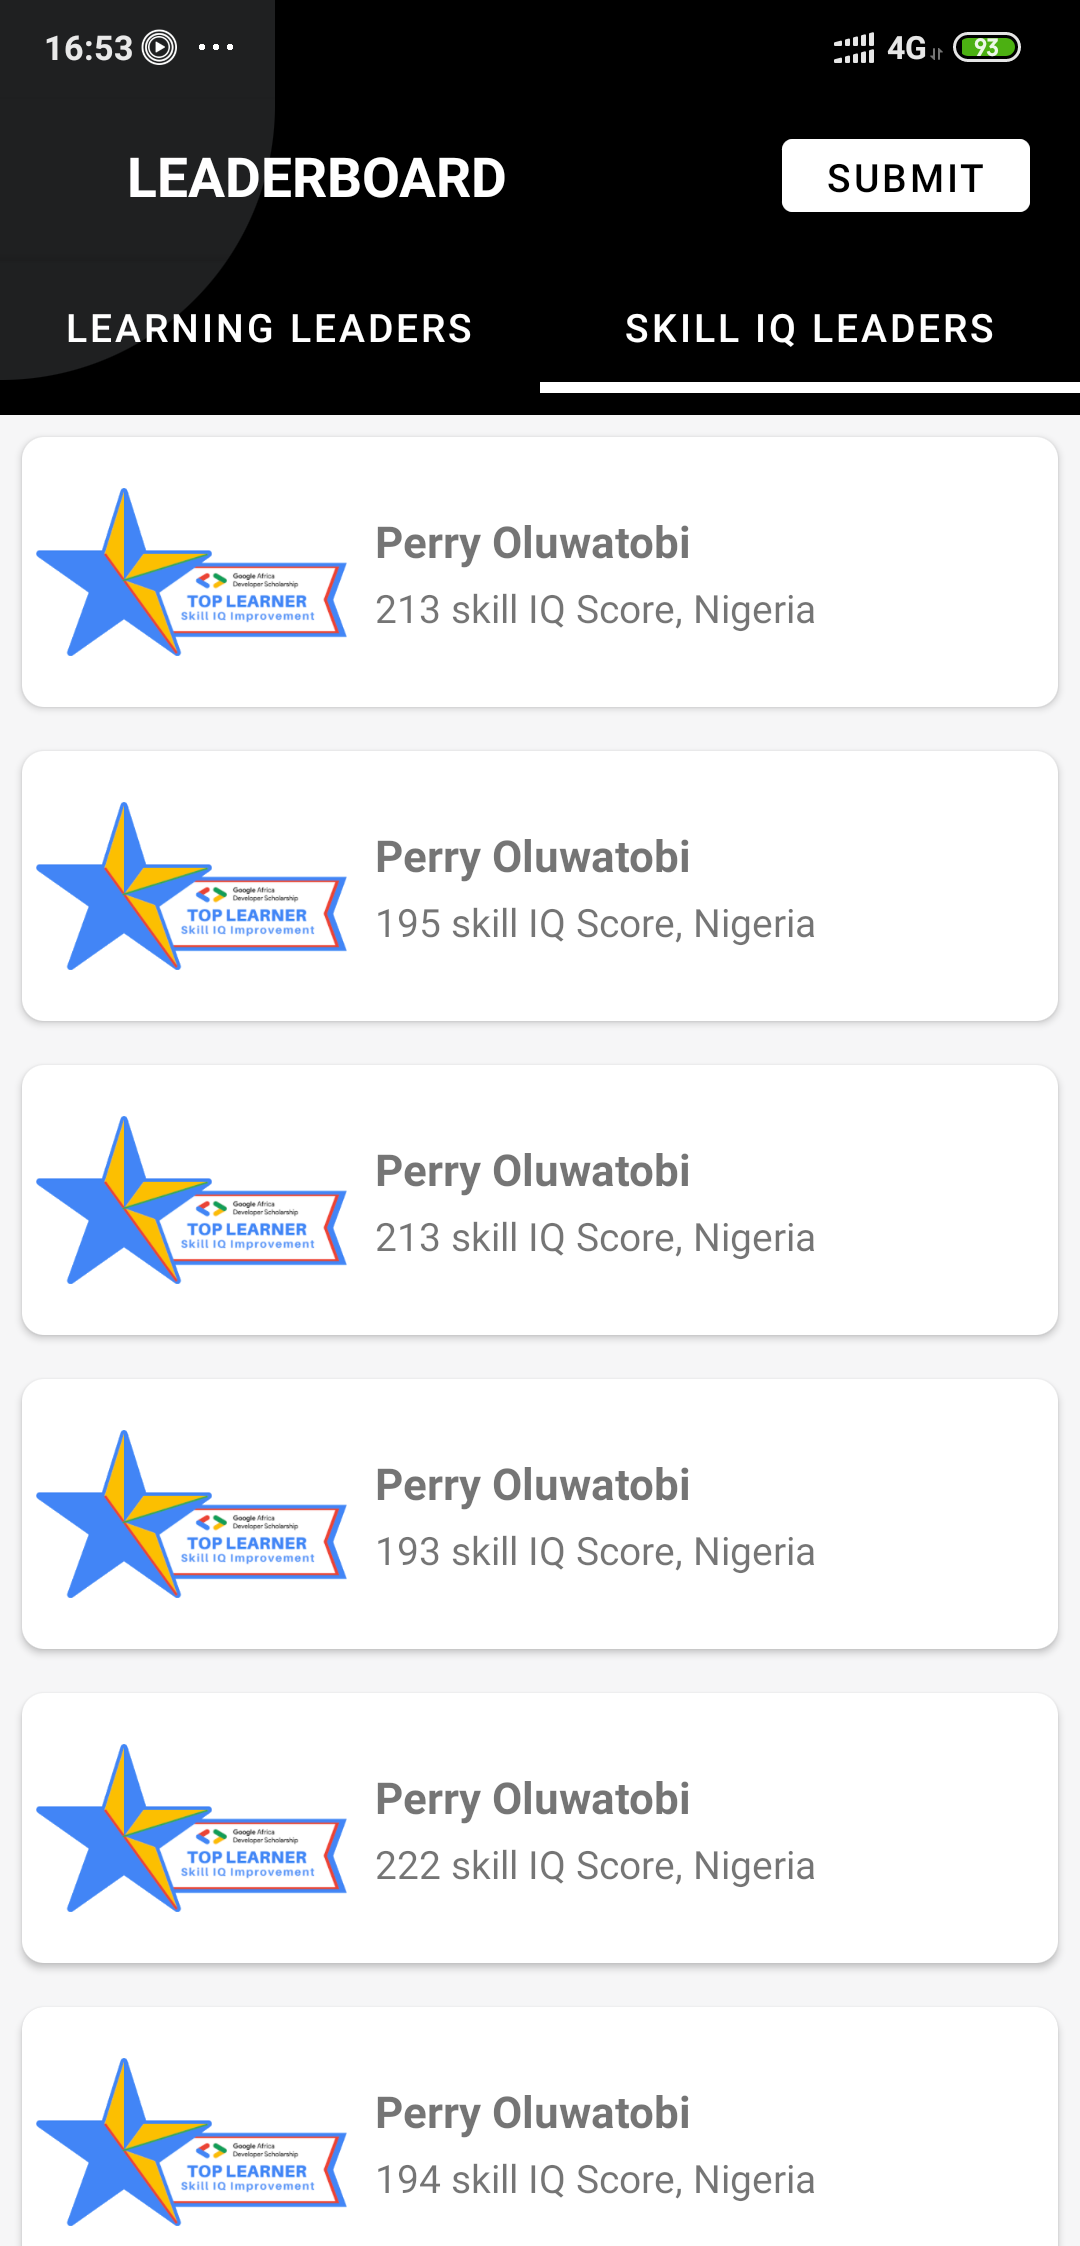 16:53 ... 4G 93
LEADERBOARD
SUBMIT
LEARNING LEADERS
SKILL IQ LEADERS
Perry Oluwatobi
Google Africa
Developer Scholarship
TOP LEARNER
Skill IQ Improvement
213 skill IQ Score, Nigeria
Perry Oluwatobi
Google Africa
Developer Scholarship
TOP LEARNER
Skill IQ Improvement
195 skill IQ Score, Nigeria
Perry Oluwatobi
Google Africa
Developer Scholarship
TOP LEARNER
Skill IQ Improvement
213 skill IQ Score, Nigeria
Perry Oluwatobi
Google Africa
Developer Scholarship
TOP LEARNER
Skill IQ Improvement
193 skill IQ Score, Nigeria
Perry Oluwatobi
Google Africa
Developer Scholarship
TOP LEARNER
Skill IQ Improvement
222 skill IQ Score, Nigeria
Perry Oluwatobi
Google Africa
Developer Scholarship
TOP LEARNER
Skill IQ Improvement
194 skill IQ Score, Nigeria